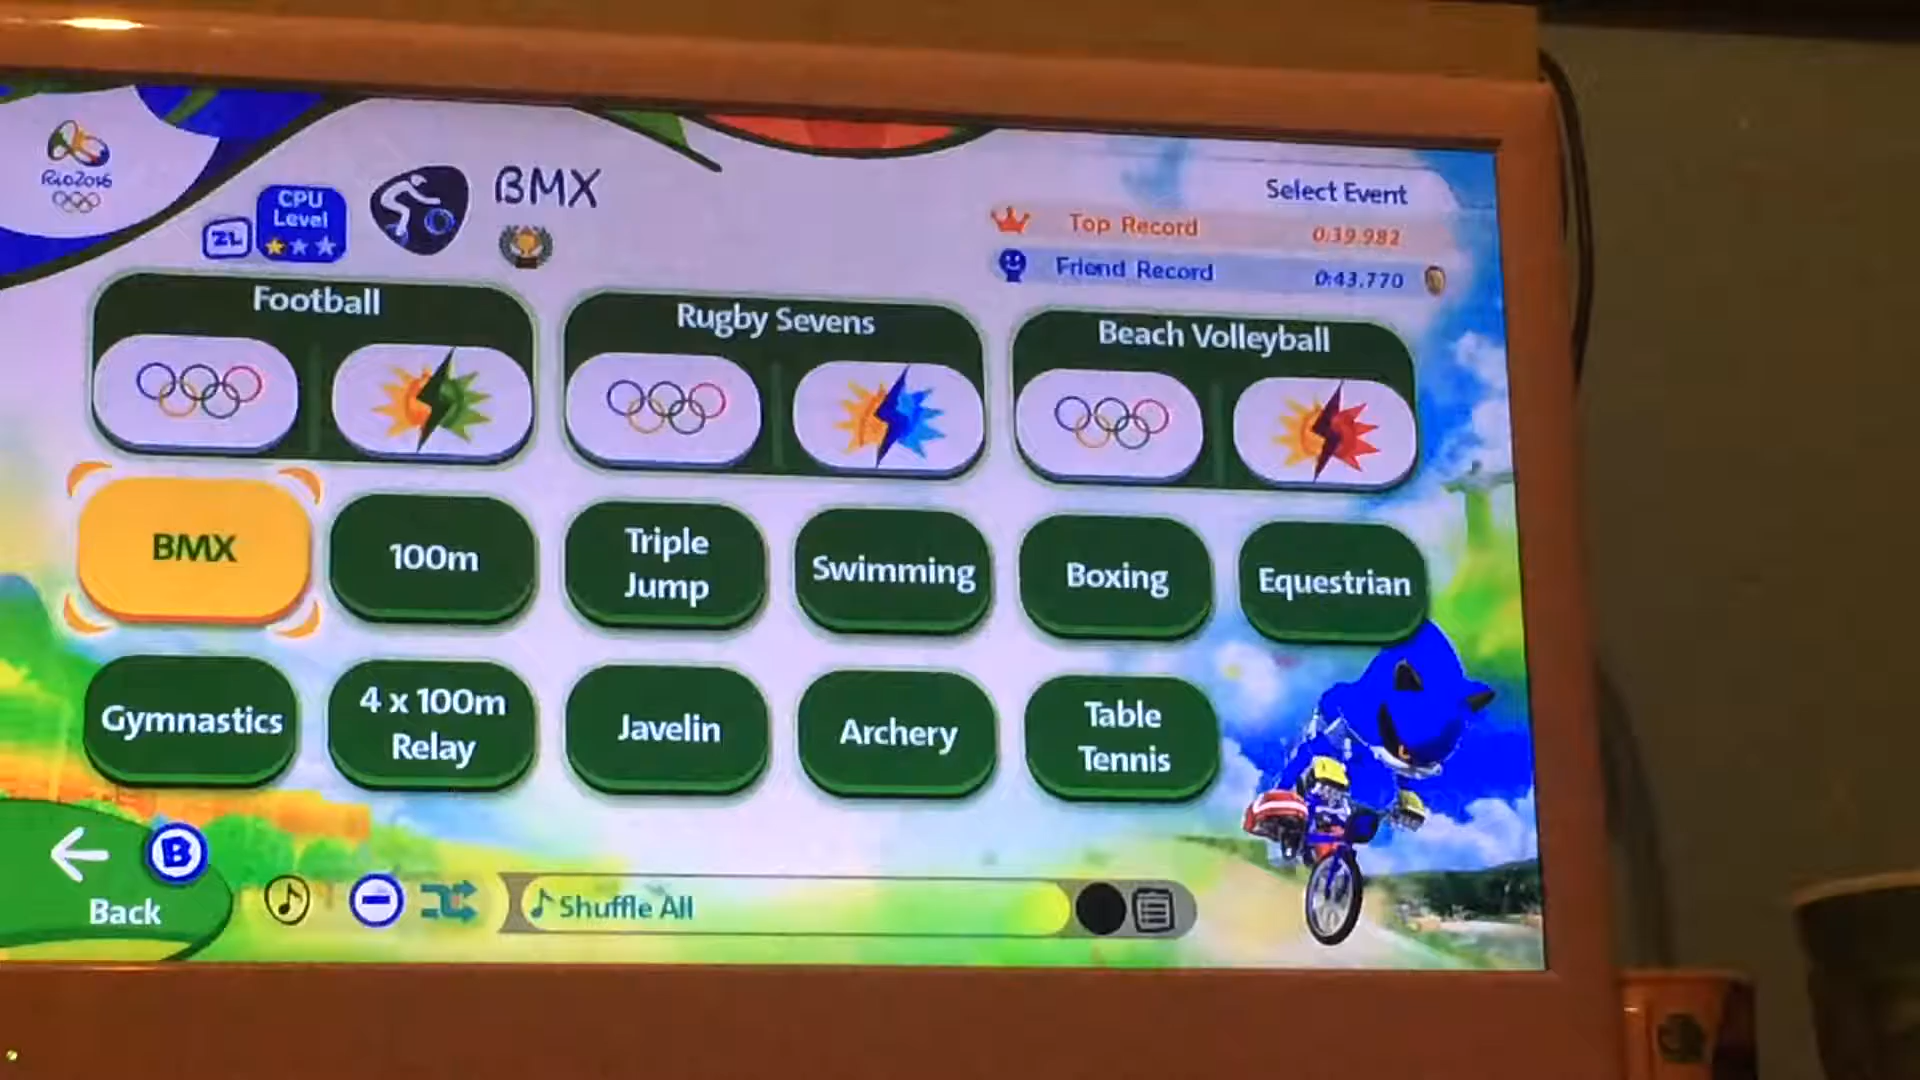 Rio2016
ZL
CPU
Level
BMX
Select Event
Top Record 0:39.982
Friend Record 0:43.770
Football
Rugby Sevens
Beach Volleyball
BMX
100m
Triple
Jump
Swimming
Boxing
Equestrian
Gymnastics
4 x 100m
Relay
Javelin
Archery
Table
Tennis
B
Back
Shuffle All